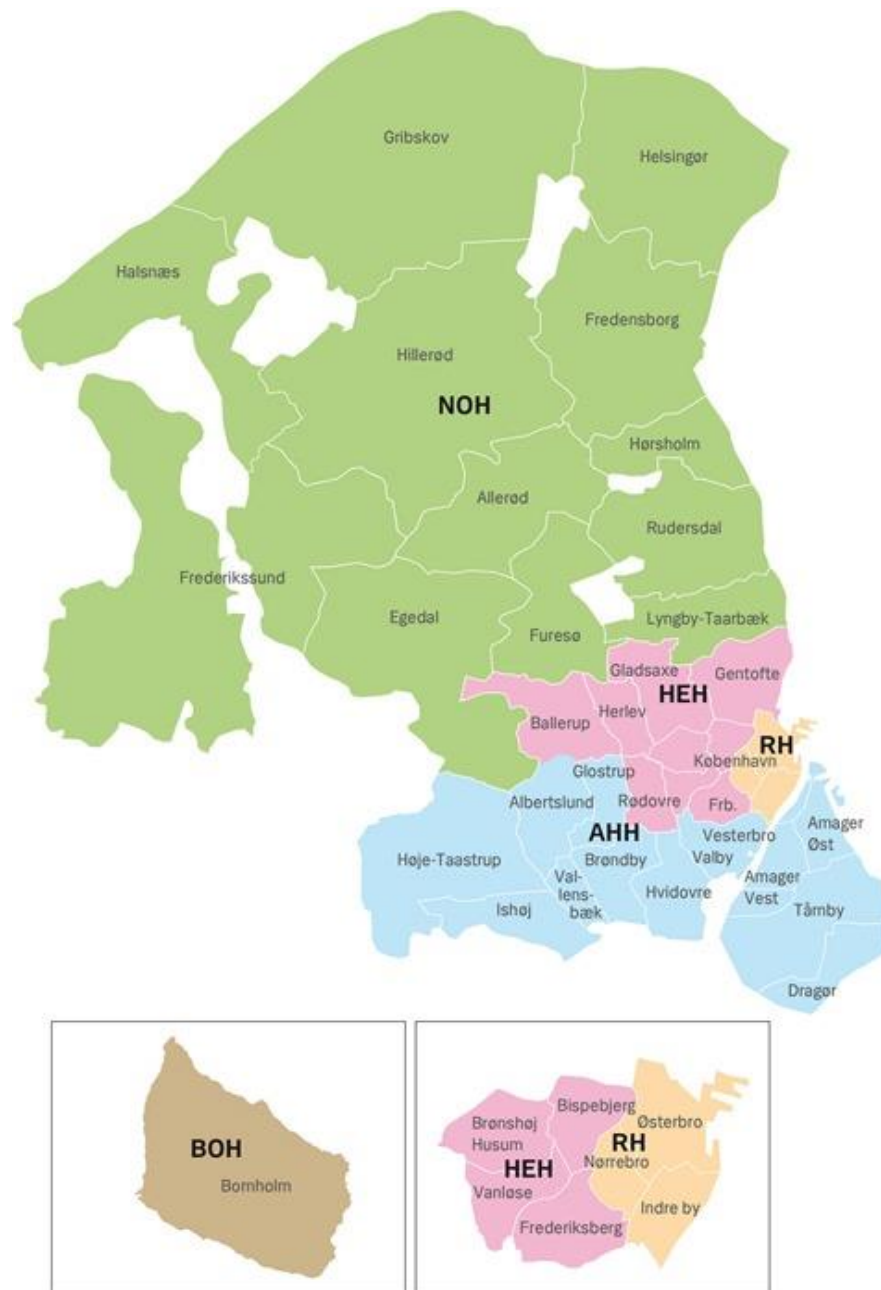 Gribskov
Helsingør
Halsnæs
Fredensborg
Hillerød
NOH
Hørsholm
Allerød
Rudersdal
Frederikssund
Egedal
Lyngby-Taarbæk
Furesø
Gladsaxe
Gentofte
HEH
Herlev
Ballerup
RH
København
Glostrup
Albertslund
Rødovre
Frb.
AHH
Vesterbro
Amager
Øst
Høje-Taastrup
Brøndby
Valby
Val-
lens-
bæk
Amager
Vest
Hvidovre
Ishøj
Tårnby
Dragør
BOH
Bornholm
Bispebjerg
Brønshøj
Husum
Østerbro
RH
HEH
Nørrebro
Vanløse
Indre by
Frederiksberg